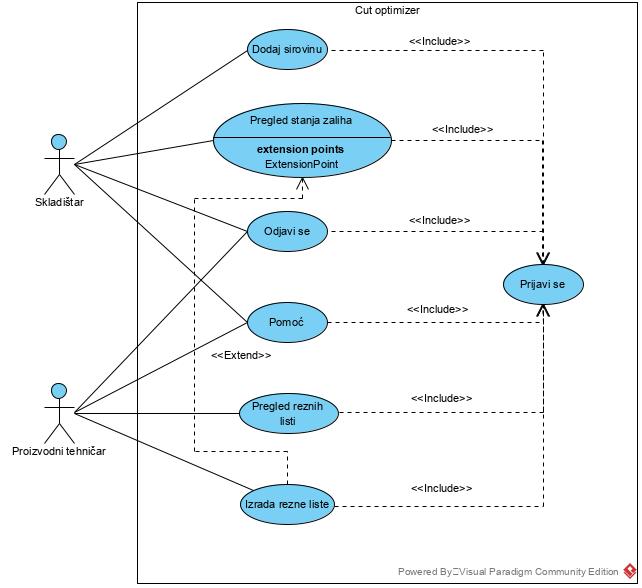 Cut optimizer
Dodaj sirovinu
<<Include>>
Pregled stanja zaliha
extension points
ExtensionPoint
<<Include>>
Skladištar
Odjavi se
<<Include>>
Prijavi se
Pomoć
<<Include>>
<<Extend>>
Pregled reznih
listi
<<Include>>
Proizvodni tehničar
Izrada rezne liste
<<Include>>
Powered By Visual Paradigm Community Edition